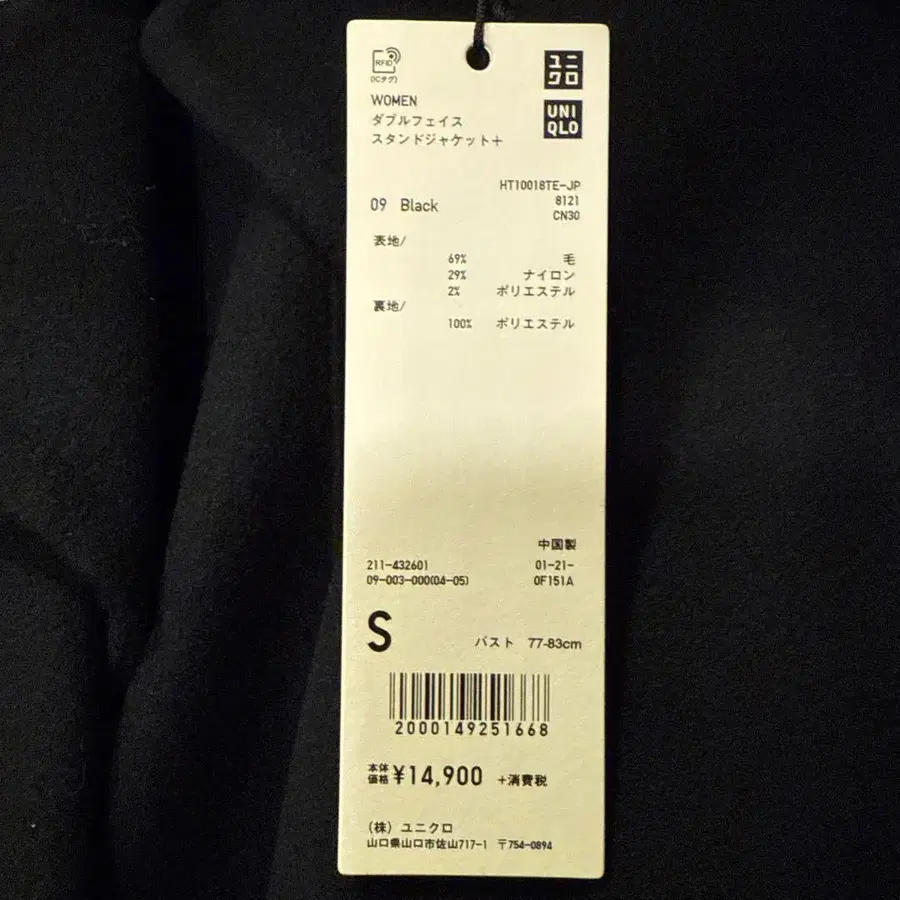 RFID
(ICタグ)
ユニ
クロ
UNI
QLO
WOMEN
ダブルフェイス
スタンドジャケット+
HT10018TE-JP
09 Black
8121
CN30
表地/
69% 毛
29% ナイロン
2% ポリエステル
裏地/
100% ポリエステル
中国製
211-432601 01-21-
09-003-000(04-05) 0F151A
S バスト 77-83cm
2000149251668
本体
価格 ¥14,900 +消費税
(株) ユニクロ
山口県山口市佐山717-1 〒754-0894